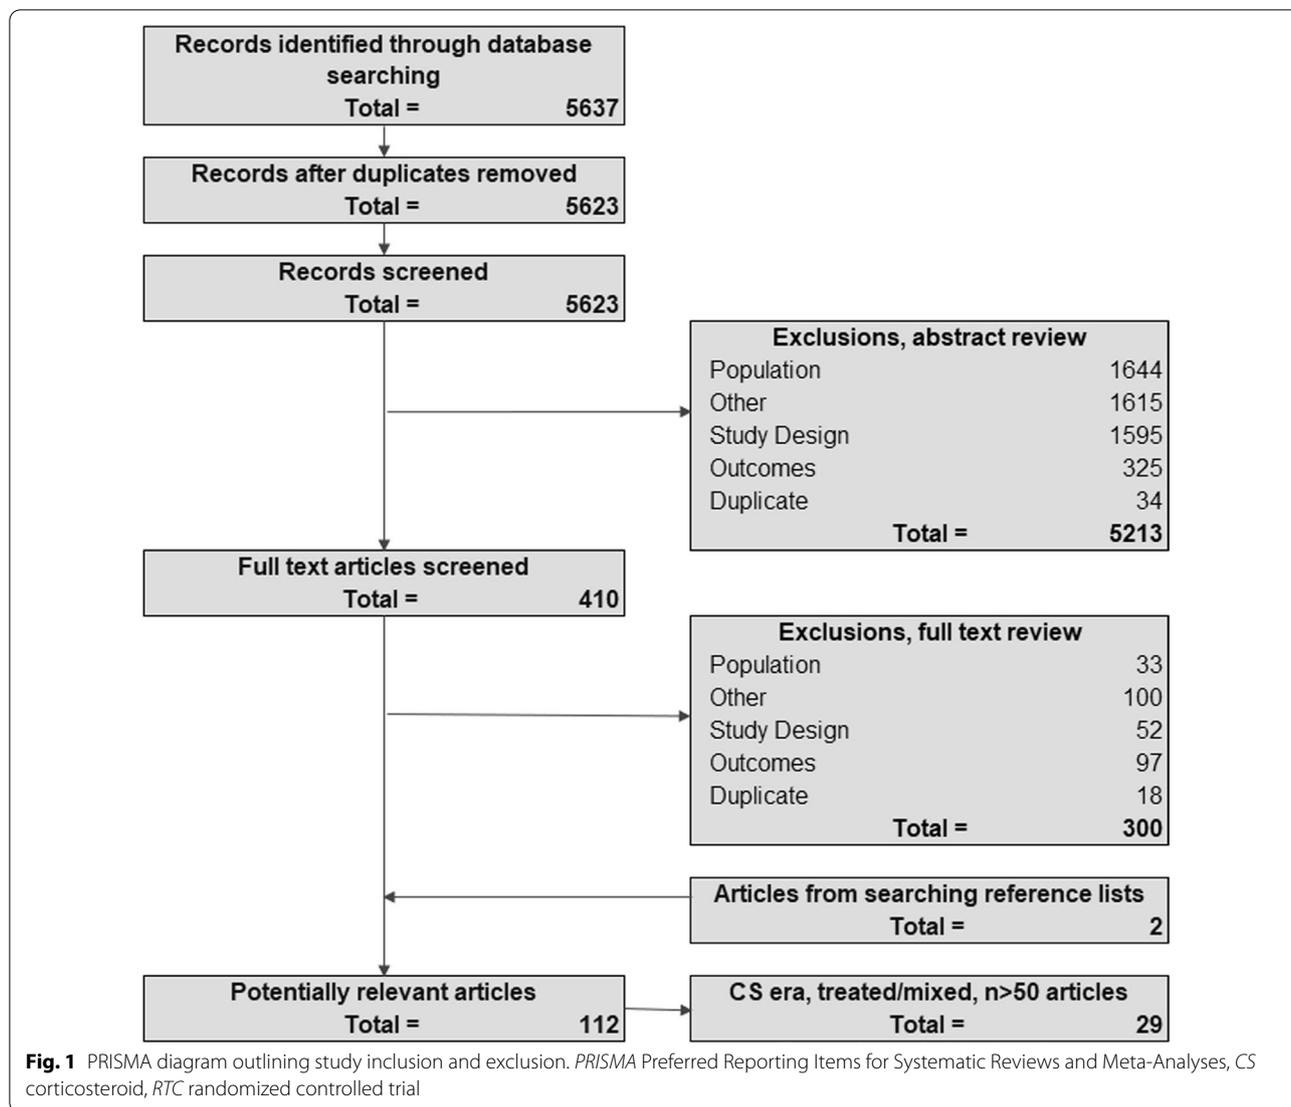 Records identified through database
searching
Total = 5637
Records after duplicates removed
Total = 5623
Records screened
Total = 5623
Exclusions, abstract review
Population 1644
Other 1615
Study Design 1595
Outcomes 325
Duplicate 34
Total = 5213
Full text articles screened
Total = 410
Exclusions, full text review
Population 33
Other 100
Study Design 52
Outcomes 97
Duplicate 18
Total = 300
Articles from searching reference lists
Total = 2
Potentially relevant articles
Total = 112
CS era, treated/mixed, n>50 articles
Total = 29
Fig. 1 PRISMA diagram outlining study inclusion and exclusion. PRISMA Preferred Reporting Items for Systematic Reviews and Meta-Analyses, CS
corticosteroid, RTC randomized controlled trial